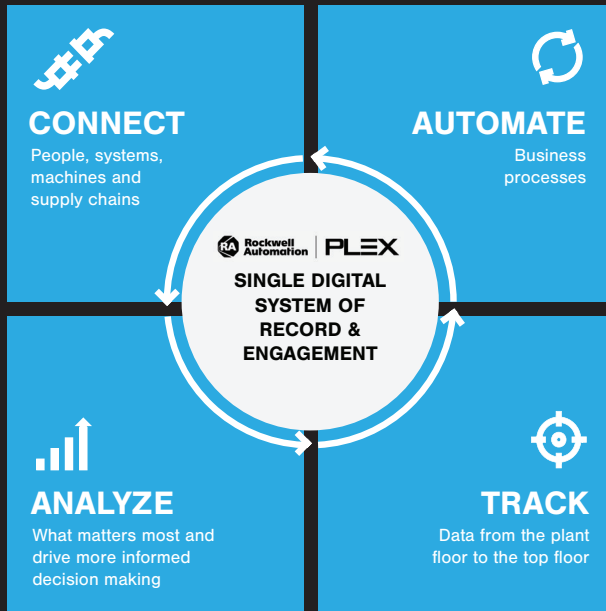 CONNECT
People, systems,
machines and
supply chains
AUTOMATE
Business
processes
RA Rockwell
Automation
PLEX
SINGLE DIGITAL
SYSTEM OF
RECORD &
ENGAGEMENT
ANALYZE
What matters most and
drive more informed
decision making
TRACK
Data from the plant
floor to the top floor